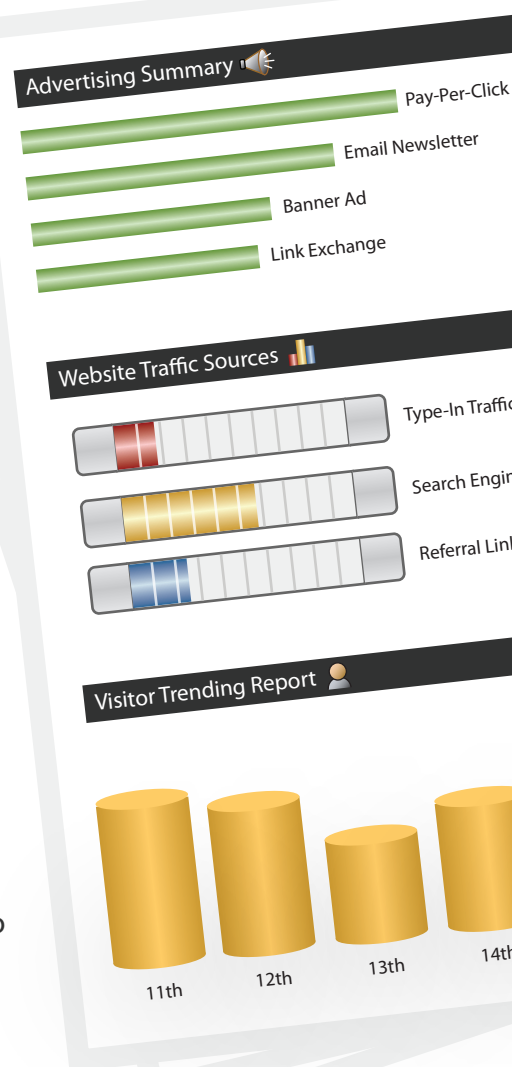 Advertising Summary
Pay-Per-Click
Email Newsletter
Banner Ad
Link Exchange
Website Traffic Sources
Type-In Traffic
Search Engin
Referral Link
Visitor Trending Report
11th
12th
13th
14th